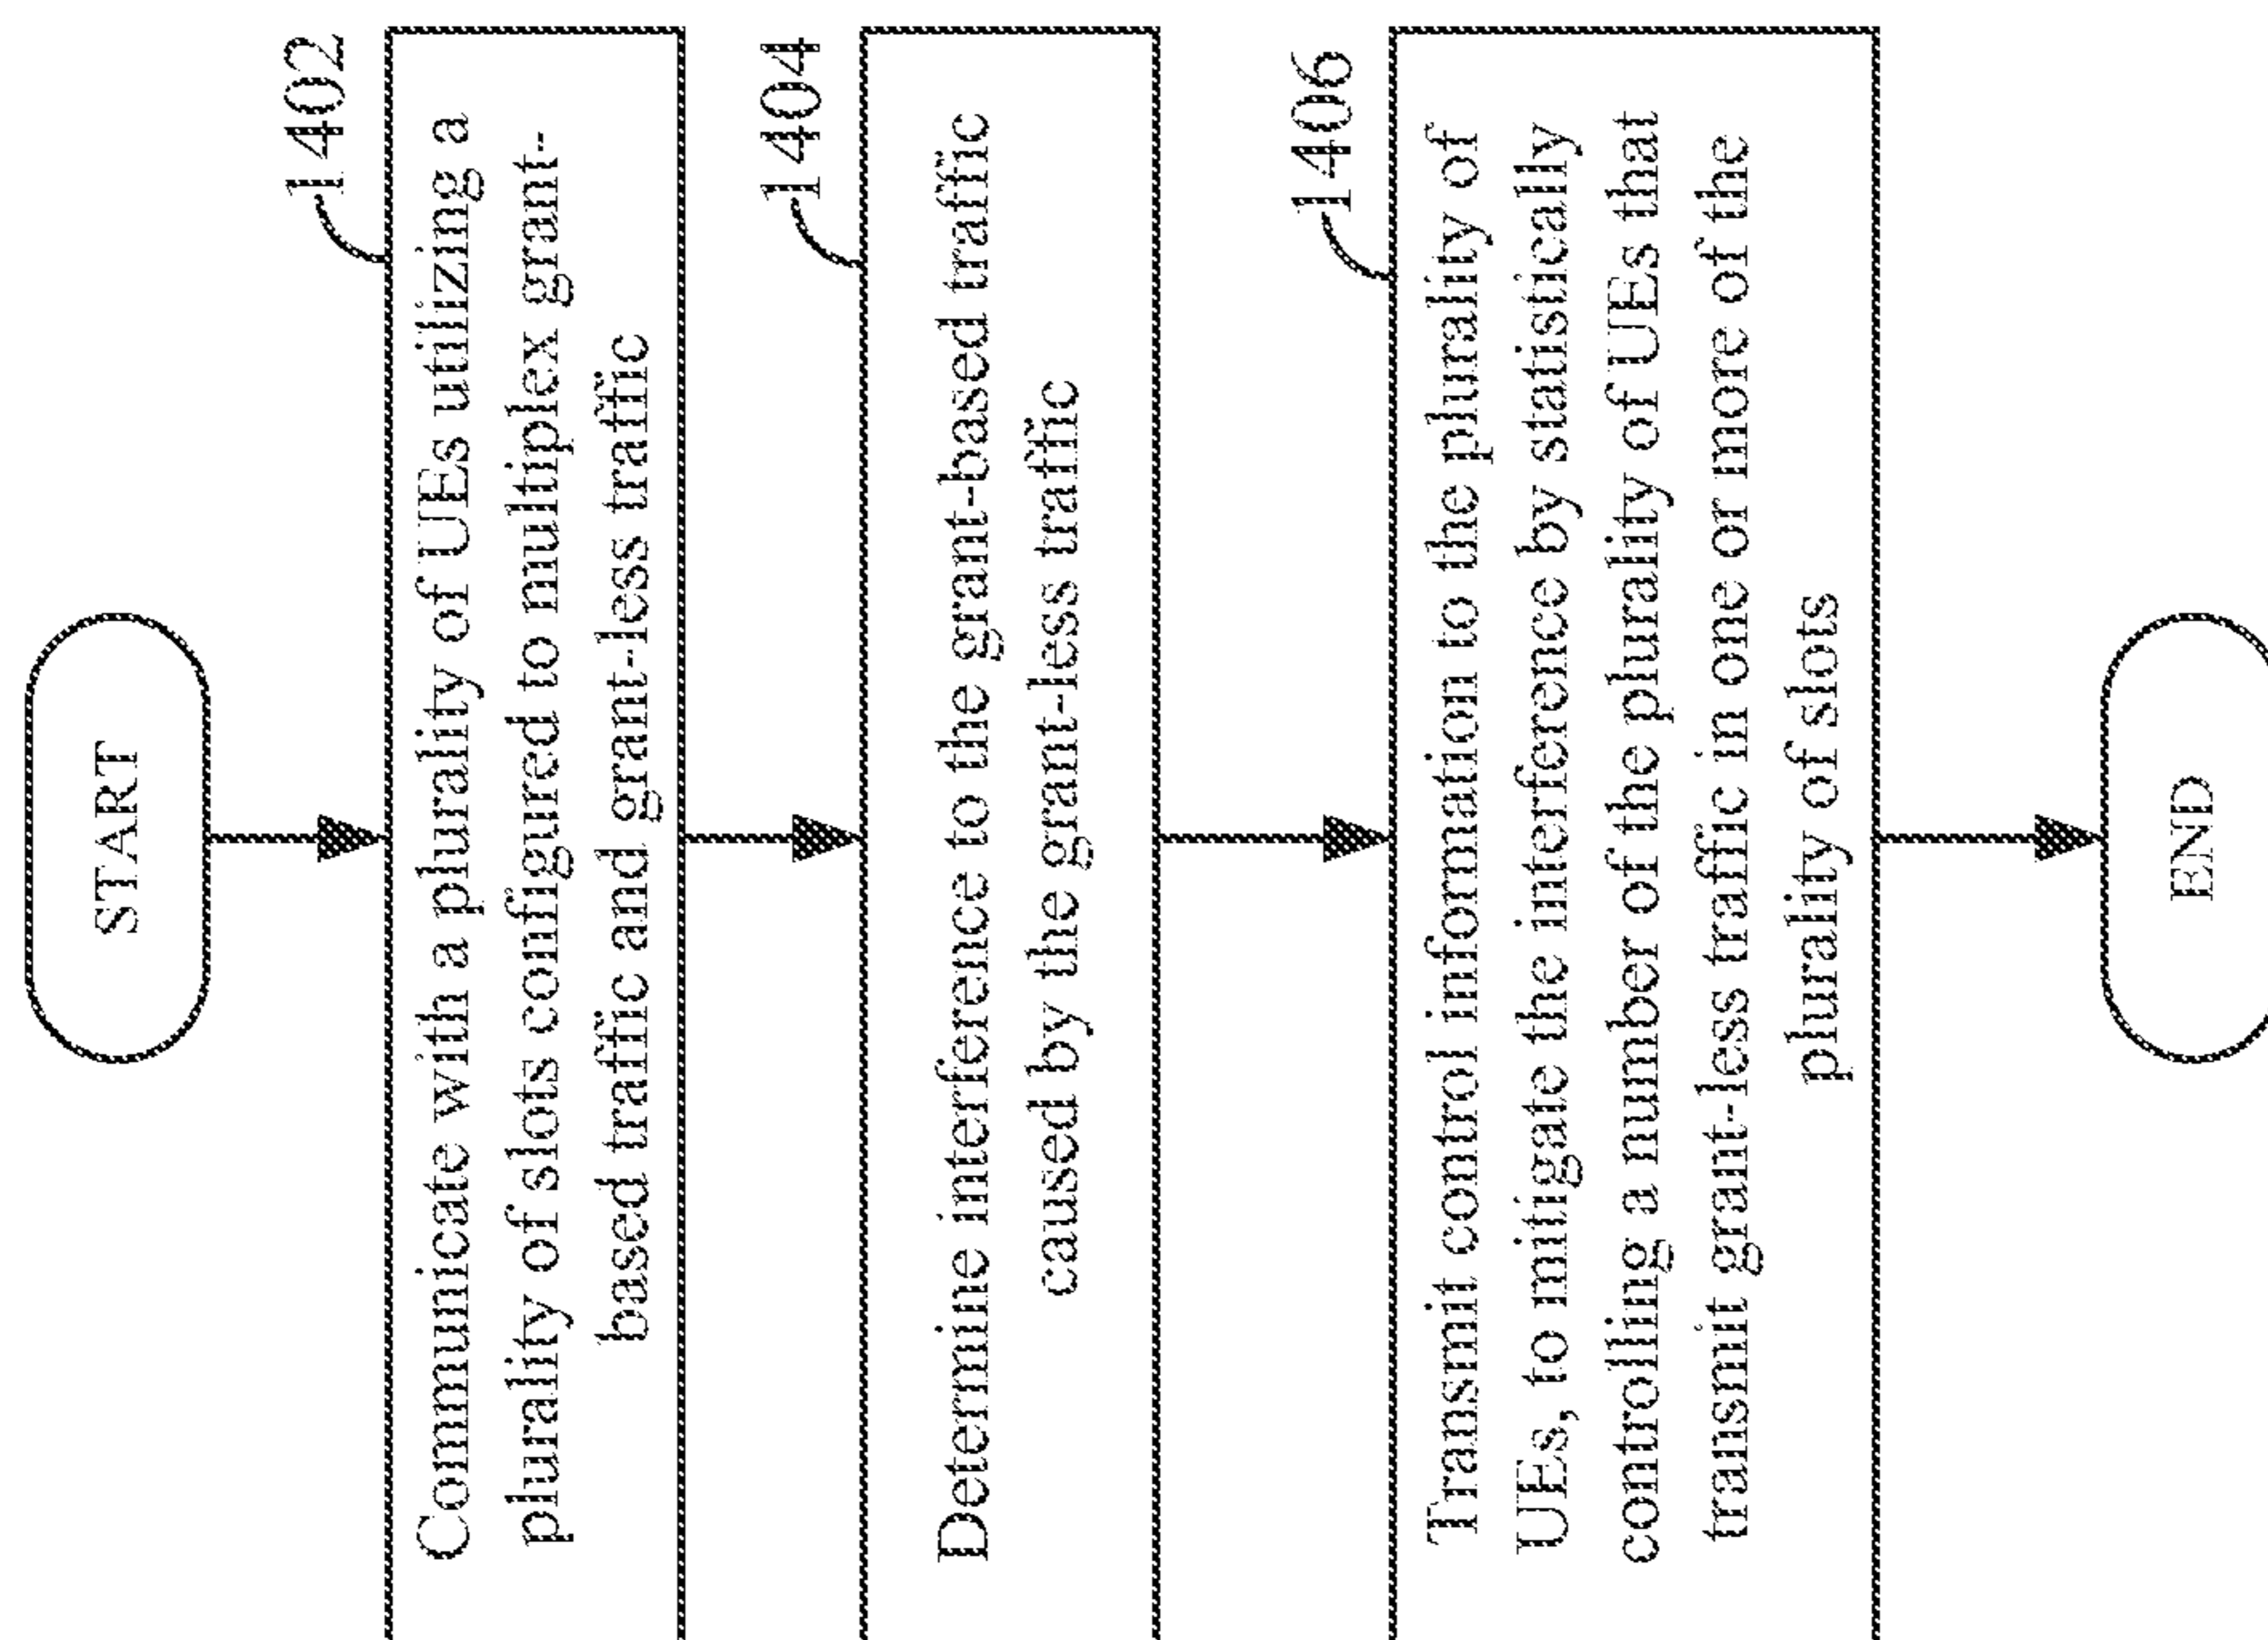 START
1402
Communicate with a plurality of UEs utilizing a
plurality of slots configured to multiplex grant-
based traffic and grant-less traffic
1404
Determine interference to the grant-based traffic
caused by the grant-less traffic
1406
Transmit control information to the plurality of
UEs, to mitigate the interference by statistically
controlling a number of the plurality of UEs that
transmit grant-less traffic in one or more of the
plurality of slots
END